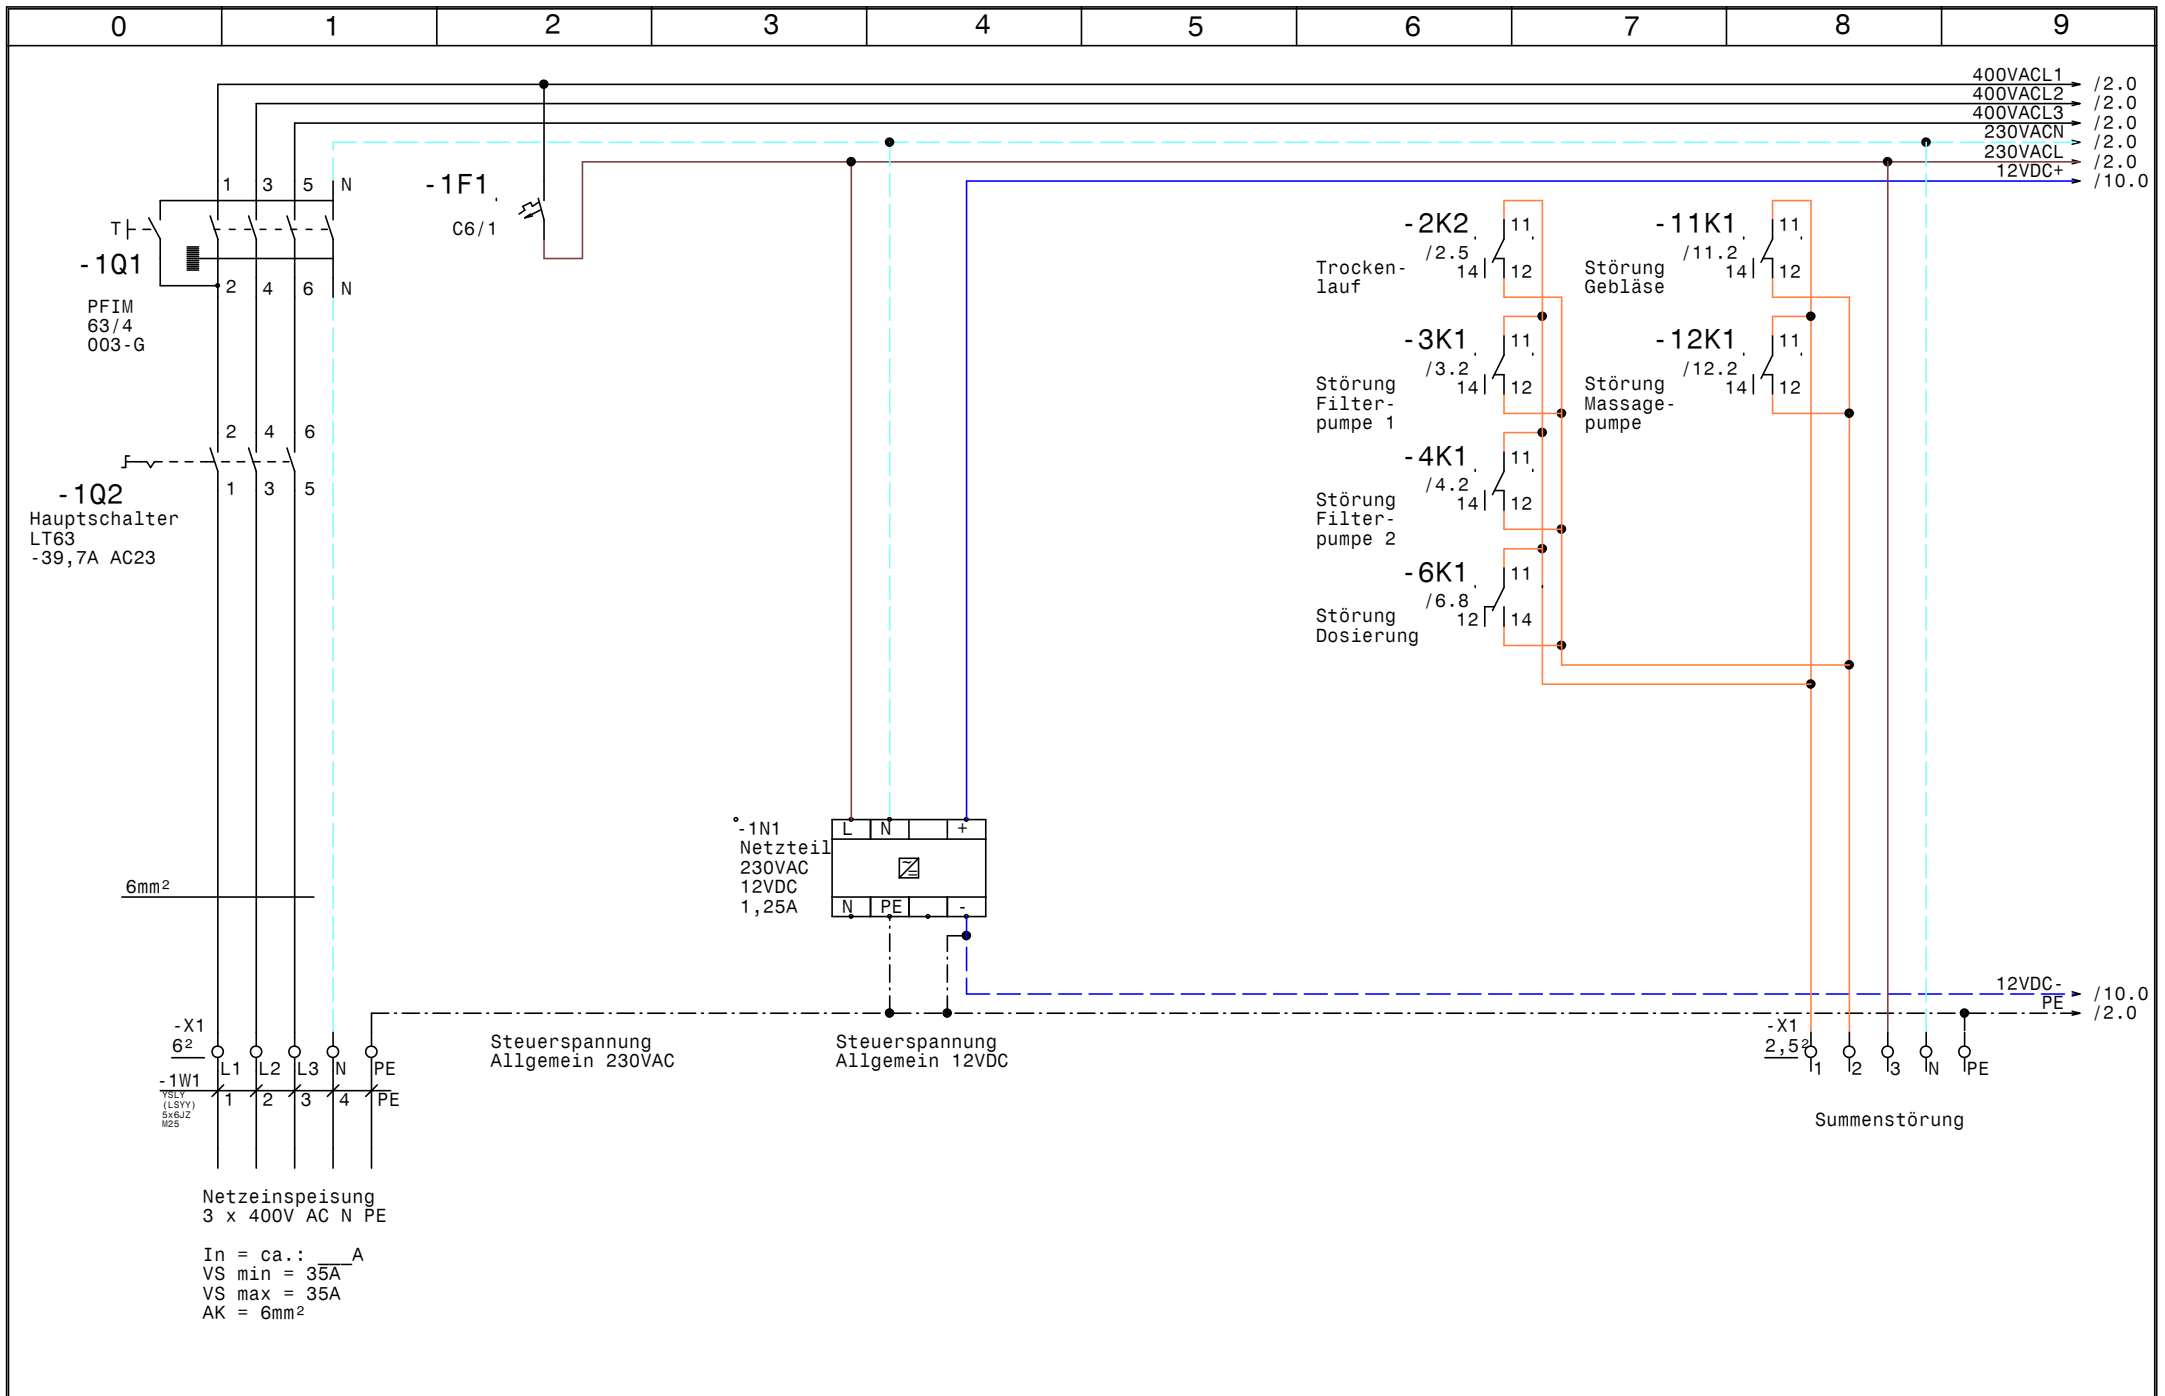 0 1 2 3 4 5 6 7 8 9
400VACL1 /2.0
400VACL2 /2.0
400VACL3 /2.0
230VACN /2.0
230VACL /2.0
12VDC+ /10.0
1 3 5 N
T
-1Q1
2 4 6 N
PFIM
63/4
003-G
-1F1
C6/1
-2K2
/2.5
11
14 12
Trocken-
lauf
-11K1
/11.2
11
14 12
Störung
Gebläse
-3K1
/3.2
11
14 12
Störung
Filter-
pumpe 1
-12K1
/12.2
11
14 12
Störung
Massage-
pumpe
-4K1
/4.2
11
14 12
Störung
Filter-
pumpe 2
-6K1
/6.8
11
12 14
Störung
Dosierung
2 4 6
1 3 5
-1Q2
Hauptschalter
LT63
-39,7A AC23
-1N1
Netzteil
230VAC
12VDC
1,25A
L N +
N PE -
6mm²
12VDC- /10.0
PE /2.0
-X1
6²
L1 L2 L3 N PE
-1W1
YSLY
(LSYY)
5x6JZ
M25
1 2 3 4 PE
Steuerspannung
Allgemein 230VAC
Steuerspannung
Allgemein 12VDC
-X1
2,5²
1 2 3 N PE
Summenstörung
Netzeinspeisung
3 x 400V AC N PE
In = ca.: ___A
VS min = 35A
VS max = 35A
AK = 6mm²